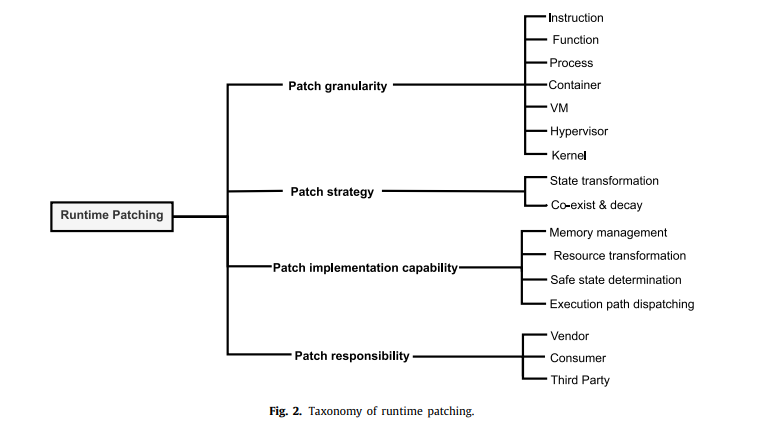 Runtime Patching
Patch granularity
Instruction
Function
Process
Container
VM
Hypervisor
Kernel
Patch strategy
State transformation
Co-exist & decay
Patch implementation capability
Memory management
Resource transformation
Safe state determination
Execution path dispatching
Patch responsibility
Vendor
Consumer
Third Party
Fig. 2. Taxonomy of runtime patching.